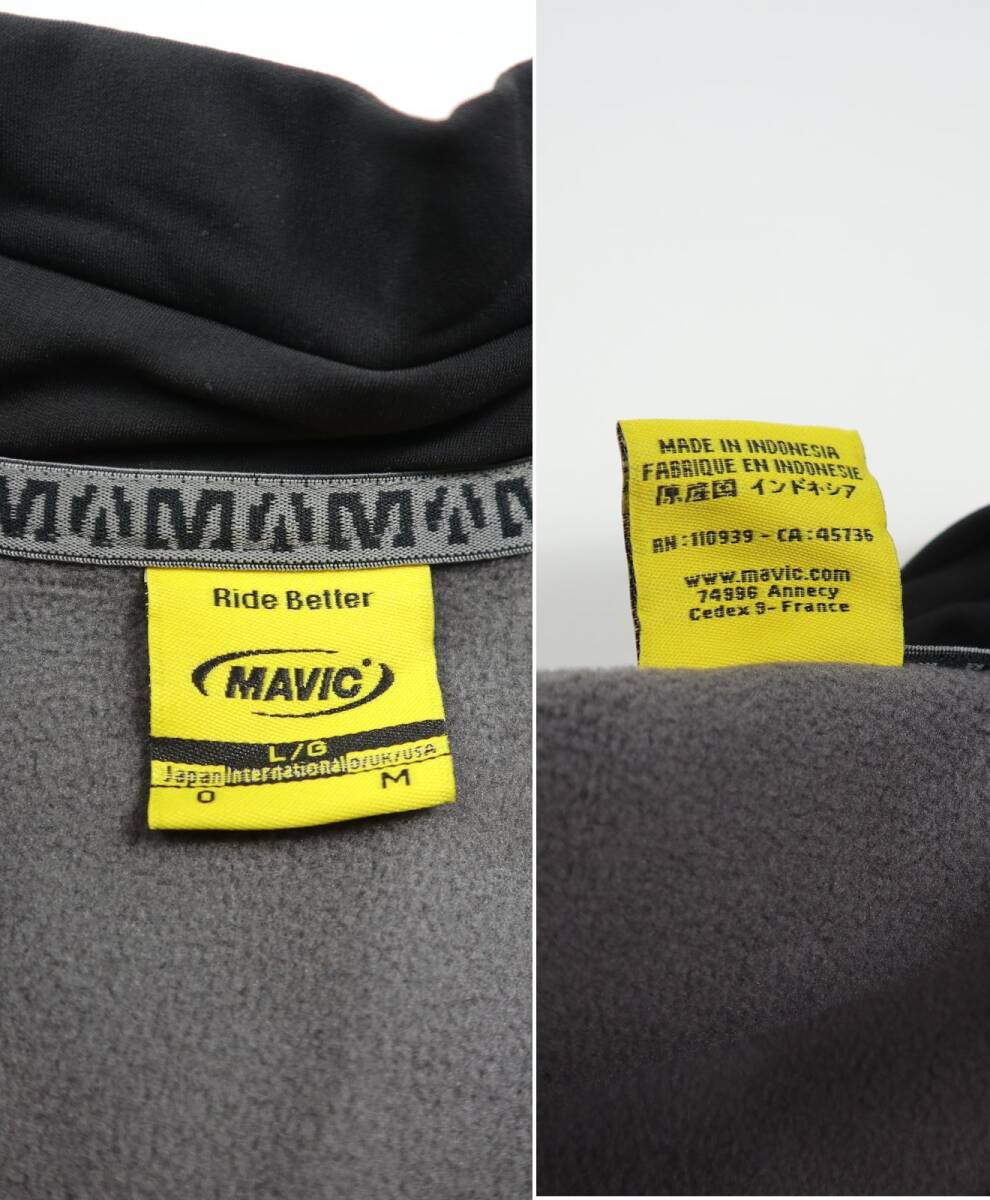 Ride Better
MAVIC
L/G
Japan International D/UK/USA
O M
MADE IN INDONESIA
FABRIQUE EN INDONESIE
原産国 インドネシア
RN : 110939 - CA : 45736
www.mavic.com
74996 Annecy
Cedex 9 - France